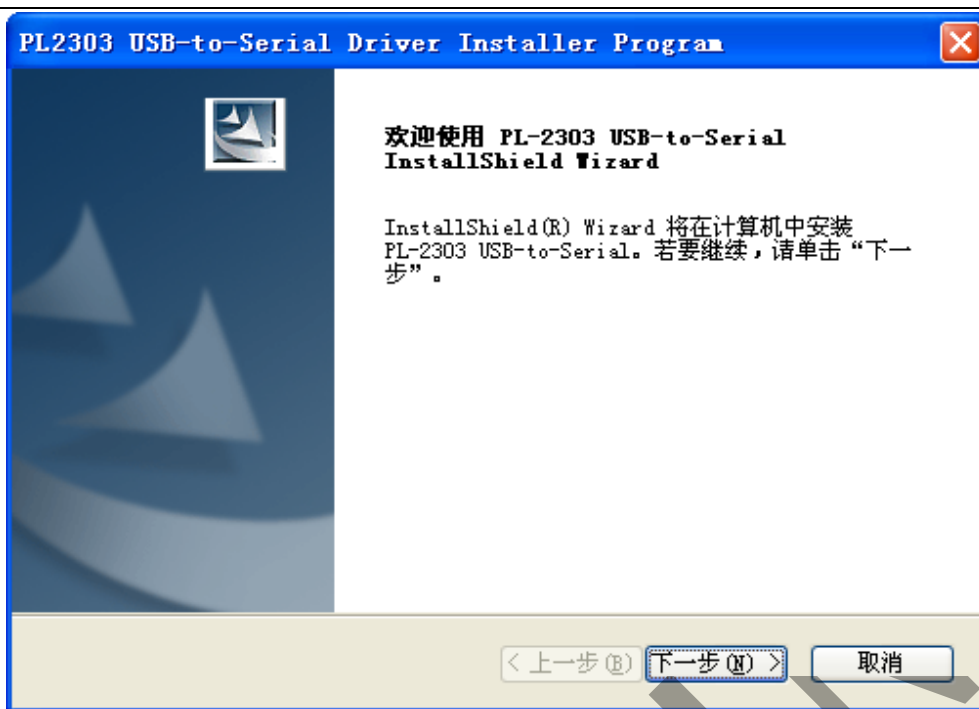 PL2303 USB-to-Serial Driver Installer Program
欢迎使用 PL-2303 USB-to-Serial
InstallShield Wizard
InstallShield(R) Wizard 将在计算机中安装
PL-2303 USB-to-Serial。若要继续，请单击“下一
步”。
< 上一步(B)
下一步(N) >
取消